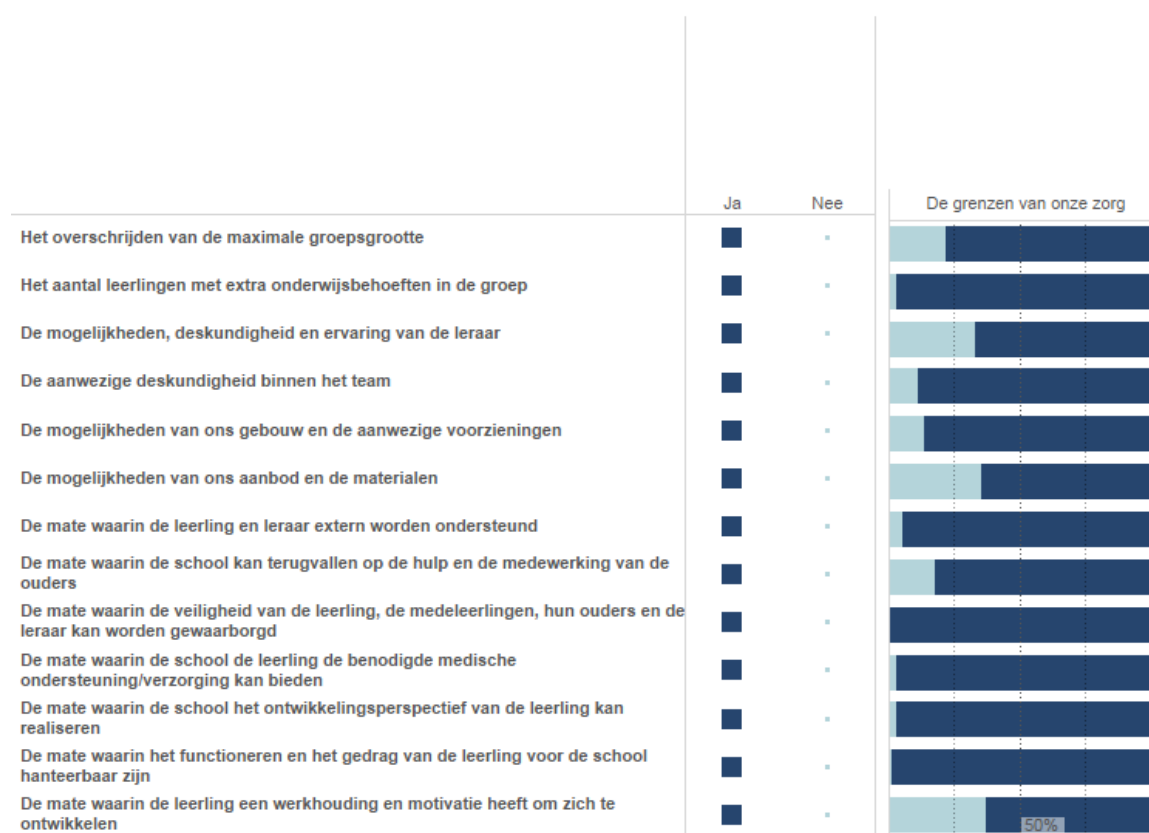 Ja Nee De grenzen van onze zorg
Het overschrijden van de maximale groepsgrootte
Het aantal leerlingen met extra onderwijsbehoeften in de groep
De mogelijkheden, deskundigheid en ervaring van de leraar
De aanwezige deskundigheid binnen het team
De mogelijkheden van ons gebouw en de aanwezige voorzieningen
De mogelijkheden van ons aanbod en de materialen
De mate waarin de leerling en leraar extern worden ondersteund
De mate waarin de school kan terugvallen op de hulp en de medewerking van de
ouders
De mate waarin de veiligheid van de leerling, de medeleerlingen, hun ouders en de
leraar kan worden gewaarborgd
De mate waarin de school de leerling de benodigde medische
ondersteuning/verzorging kan bieden
De mate waarin de school het ontwikkelingsperspectief van de leerling kan
realiseren
De mate waarin het functioneren en het gedrag van de leerling voor de school
hanteerbaar zijn
De mate waarin de leerling een werkhouding en motivatie heeft om zich te
ontwikkelen
50%